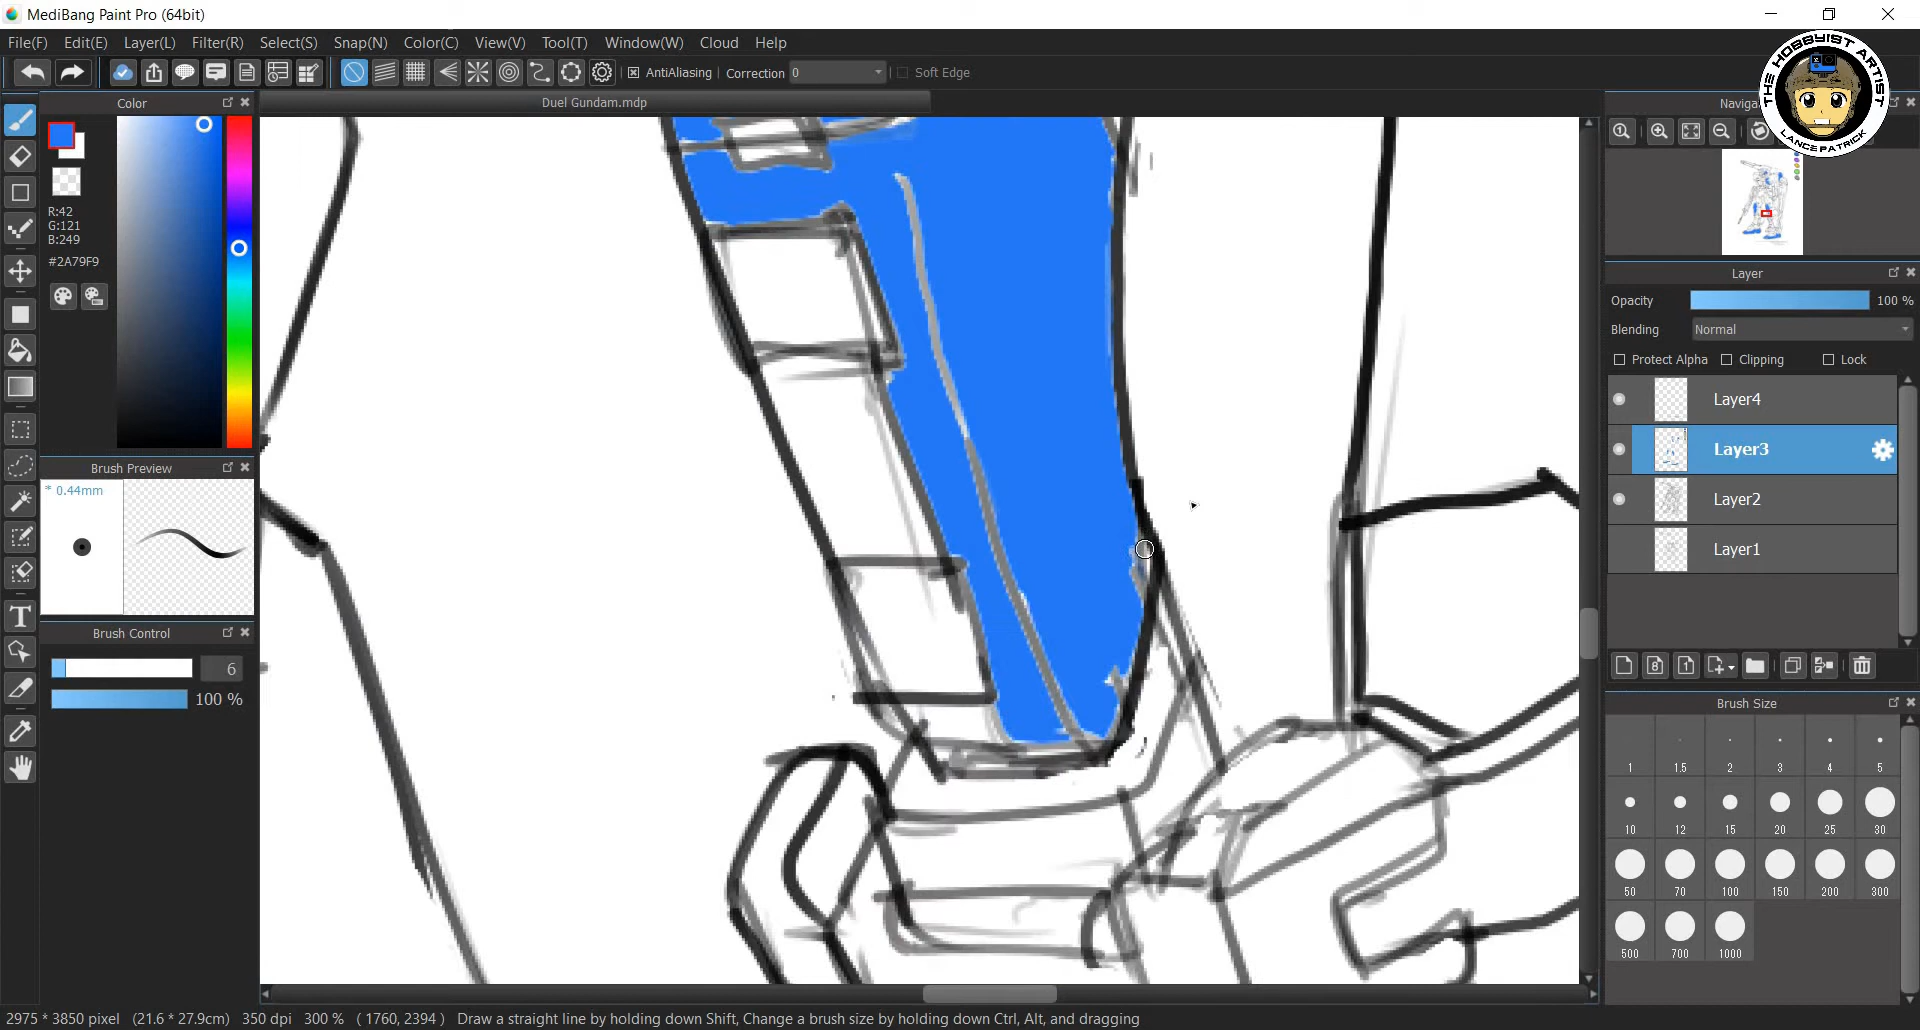 MediBang Paint Pro (64bit)
File(F) Edit(E) Layer(L) Filter(R) Select(S) Snap(N) Color(C) View(V) Tool(T) Window(W) Cloud Help
AntiAliasing Correction 0 Soft Edge
THE HOBBYIST ARTIST
LANCE PATRICK
Color
Duel Gundam.mdp
R:42
G:121
B:249
#2A79F9
Layer
Opacity 100 %
Blending Normal
Protect Alpha Clipping Lock
Layer4
Layer3
Layer2
Layer1
Brush Preview
* 0.44mm
Brush Control
6
100 %
Brush Size
1 1.5 2 3 4 5
10 12 15 20 25 30
50 70 100 150 200 300
500 700 1000
2975 * 3850 pixel (21.6 * 27.9cm) 350 dpi 300 % ( 1760, 2394 ) Draw a straight line by holding down Shift, Change a brush size by holding down Ctrl, Alt, and dragging